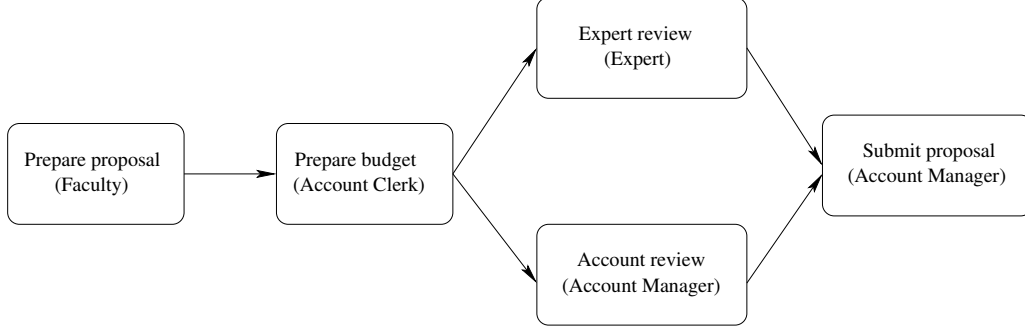 Prepare proposal
(Faculty)
Prepare budget
(Account Clerk)
Expert review
(Expert)
Account review
(Account Manager)
Submit proposal
(Account Manager)